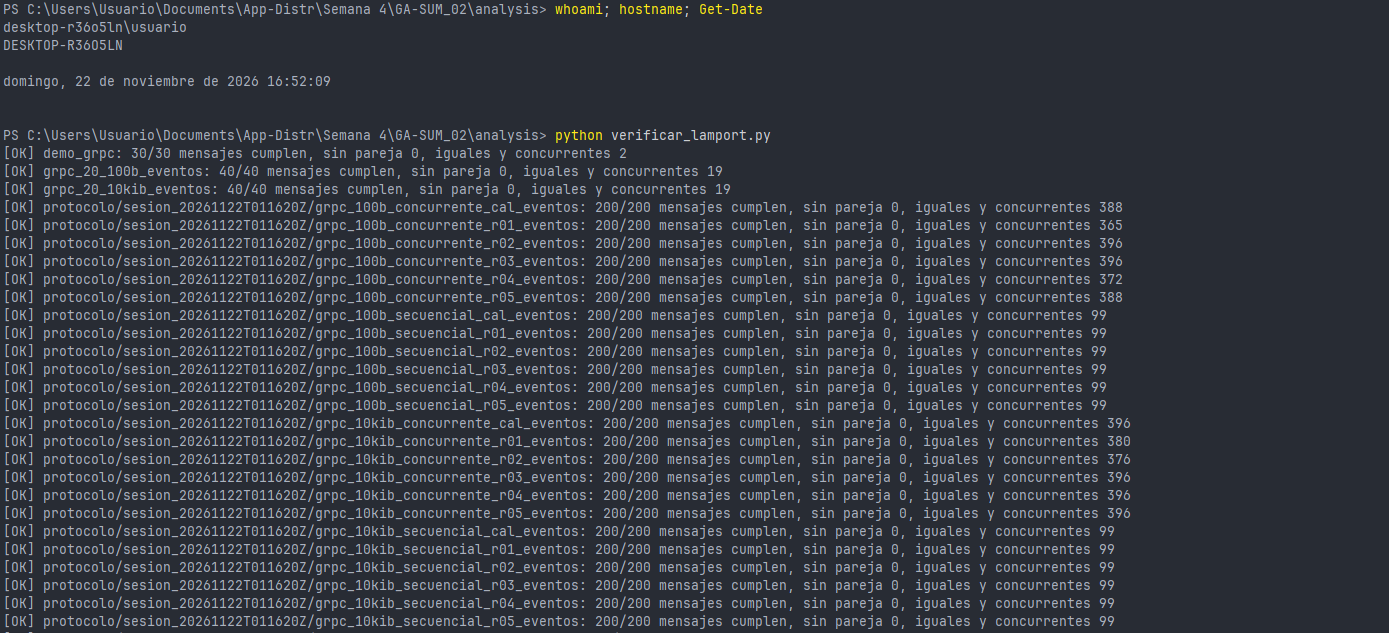 PS C:\Users\Usuario\Documents\App-Distr\Semana 4\GA-SUM_02\analysis> whoami; hostname; Get-Date
desktop-r36o5ln\usuario
DESKTOP-R36O5LN
domingo, 22 de noviembre de 2026 16:52:09
PS C:\Users\Usuario\Documents\App-Distr\Semana 4\GA-SUM_02\analysis> python verificar_lamport.py
[OK] demo_grpc: 30/30 mensajes cumplen, sin pareja 0, iguales y concurrentes 2
[OK] grpc_20_100b_eventos: 40/40 mensajes cumplen, sin pareja 0, iguales y concurrentes 19
[OK] grpc_20_10kib_eventos: 40/40 mensajes cumplen, sin pareja 0, iguales y concurrentes 19
[OK] protocolo/sesion_20261122T011620Z/grpc_100b_concurrente_cal_eventos: 200/200 mensajes cumplen, sin pareja 0, iguales y concurrentes 388
[OK] protocolo/sesion_20261122T011620Z/grpc_100b_concurrente_r01_eventos: 200/200 mensajes cumplen, sin pareja 0, iguales y concurrentes 365
[OK] protocolo/sesion_20261122T011620Z/grpc_100b_concurrente_r02_eventos: 200/200 mensajes cumplen, sin pareja 0, iguales y concurrentes 396
[OK] protocolo/sesion_20261122T011620Z/grpc_100b_concurrente_r03_eventos: 200/200 mensajes cumplen, sin pareja 0, iguales y concurrentes 396
[OK] protocolo/sesion_20261122T011620Z/grpc_100b_concurrente_r04_eventos: 200/200 mensajes cumplen, sin pareja 0, iguales y concurrentes 372
[OK] protocolo/sesion_20261122T011620Z/grpc_100b_concurrente_r05_eventos: 200/200 mensajes cumplen, sin pareja 0, iguales y concurrentes 388
[OK] protocolo/sesion_20261122T011620Z/grpc_100b_secuencial_cal_eventos: 200/200 mensajes cumplen, sin pareja 0, iguales y concurrentes 99
[OK] protocolo/sesion_20261122T011620Z/grpc_100b_secuencial_r01_eventos: 200/200 mensajes cumplen, sin pareja 0, iguales y concurrentes 99
[OK] protocolo/sesion_20261122T011620Z/grpc_100b_secuencial_r02_eventos: 200/200 mensajes cumplen, sin pareja 0, iguales y concurrentes 99
[OK] protocolo/sesion_20261122T011620Z/grpc_100b_secuencial_r03_eventos: 200/200 mensajes cumplen, sin pareja 0, iguales y concurrentes 99
[OK] protocolo/sesion_20261122T011620Z/grpc_100b_secuencial_r04_eventos: 200/200 mensajes cumplen, sin pareja 0, iguales y concurrentes 99
[OK] protocolo/sesion_20261122T011620Z/grpc_100b_secuencial_r05_eventos: 200/200 mensajes cumplen, sin pareja 0, iguales y concurrentes 99
[OK] protocolo/sesion_20261122T011620Z/grpc_10kib_concurrente_cal_eventos: 200/200 mensajes cumplen, sin pareja 0, iguales y concurrentes 396
[OK] protocolo/sesion_20261122T011620Z/grpc_10kib_concurrente_r01_eventos: 200/200 mensajes cumplen, sin pareja 0, iguales y concurrentes 380
[OK] protocolo/sesion_20261122T011620Z/grpc_10kib_concurrente_r02_eventos: 200/200 mensajes cumplen, sin pareja 0, iguales y concurrentes 376
[OK] protocolo/sesion_20261122T011620Z/grpc_10kib_concurrente_r03_eventos: 200/200 mensajes cumplen, sin pareja 0, iguales y concurrentes 396
[OK] protocolo/sesion_20261122T011620Z/grpc_10kib_concurrente_r04_eventos: 200/200 mensajes cumplen, sin pareja 0, iguales y concurrentes 396
[OK] protocolo/sesion_20261122T011620Z/grpc_10kib_concurrente_r05_eventos: 200/200 mensajes cumplen, sin pareja 0, iguales y concurrentes 396
[OK] protocolo/sesion_20261122T011620Z/grpc_10kib_secuencial_cal_eventos: 200/200 mensajes cumplen, sin pareja 0, iguales y concurrentes 99
[OK] protocolo/sesion_20261122T011620Z/grpc_10kib_secuencial_r01_eventos: 200/200 mensajes cumplen, sin pareja 0, iguales y concurrentes 99
[OK] protocolo/sesion_20261122T011620Z/grpc_10kib_secuencial_r02_eventos: 200/200 mensajes cumplen, sin pareja 0, iguales y concurrentes 99
[OK] protocolo/sesion_20261122T011620Z/grpc_10kib_secuencial_r03_eventos: 200/200 mensajes cumplen, sin pareja 0, iguales y concurrentes 99
[OK] protocolo/sesion_20261122T011620Z/grpc_10kib_secuencial_r04_eventos: 200/200 mensajes cumplen, sin pareja 0, iguales y concurrentes 99
[OK] protocolo/sesion_20261122T011620Z/grpc_10kib_secuencial_r05_eventos: 200/200 mensajes cumplen, sin pareja 0, iguales y concurrentes 99